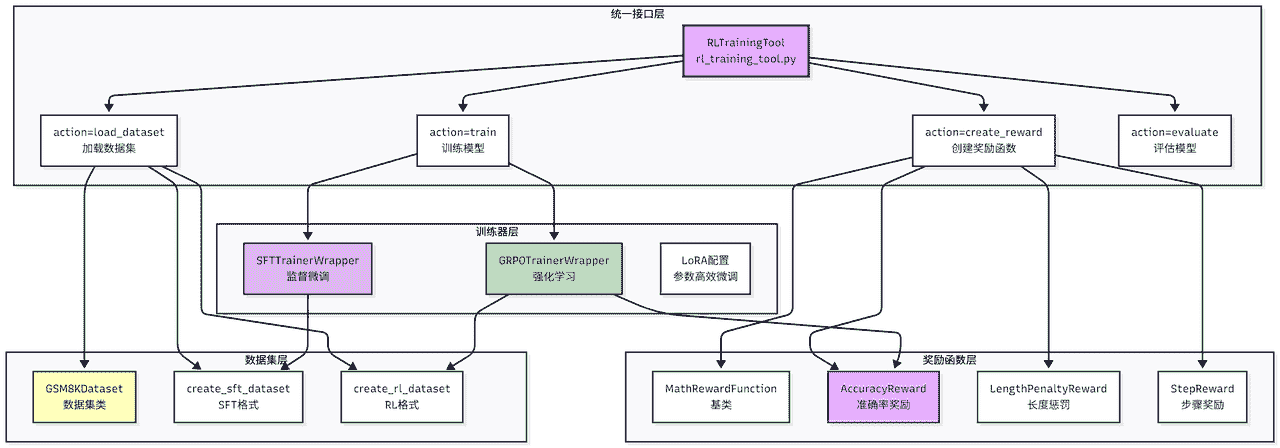 统一接口层
RLTrainingTool
rl_training_tool.py
action=load_dataset
加载数据集
action=train
训练模型
action=create_reward
创建奖励函数
action=evaluate
评估模型
训练器层
SFTTrainerWrapper
监督微调
GRPOTrainerWrapper
强化学习
LoRA配置
参数高效微调
数据集层
GSM8KDataset
数据集类
create_sft_dataset
SFT格式
create_rl_dataset
RL格式
奖励函数层
MathRewardFunction
基类
AccuracyReward
准确率奖励
LengthPenaltyReward
长度惩罚
StepReward
步骤奖励